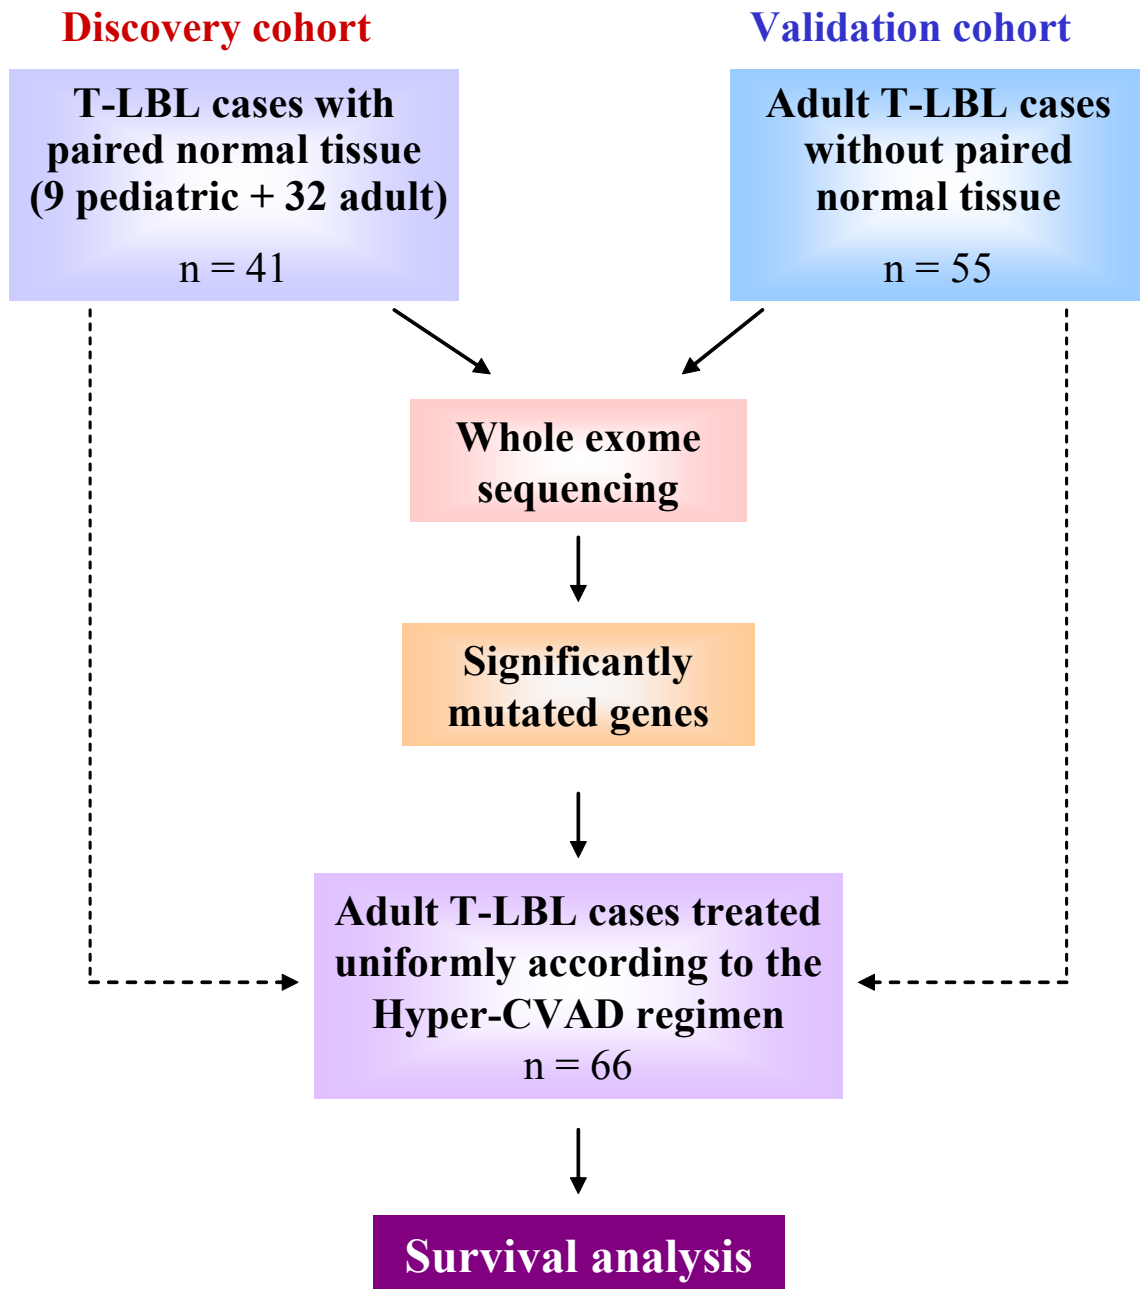 Discovery cohort
T-LBL cases with
paired normal tissue
(9 pediatric + 32 adult)
n = 41
Validation cohort
Adult T-LBL cases
without paired
normal tissue
n = 55
Whole exome
sequencing
Significantly
mutated genes
Adult T-LBL cases treated
uniformly according to the
Hyper-CVAD regimen
n = 66
Survival analysis